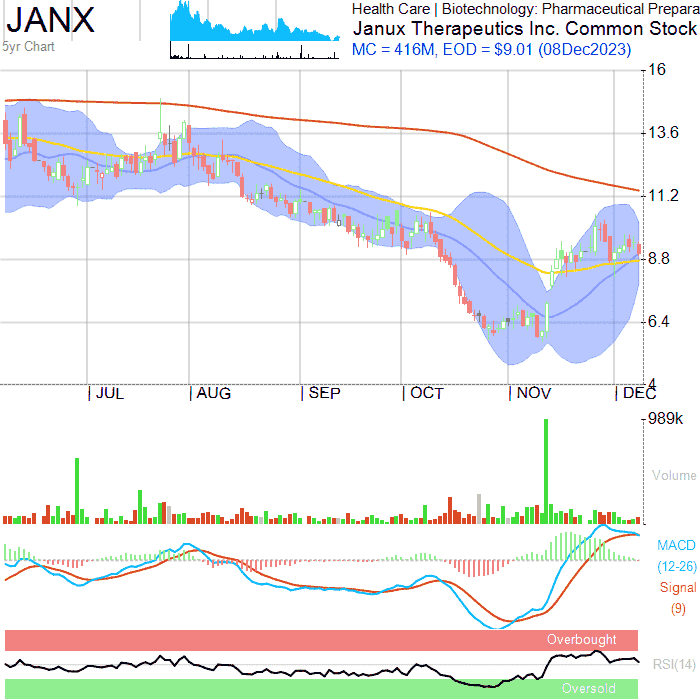 JANX
5yr Chart
Health Care | Biotechnology: Pharmaceutical Prepara
Janux Therapeutics Inc. Common Stock
MC = 416M, EOD = $9.01 (08Dec2023)
16
13.6
11.2
8.8
6.4
4
JUL AUG SEP OCT NOV DEC
989k
Volume
MACD
(12-26)
Signal
(9)
Overbought
RSI(14)
Oversold